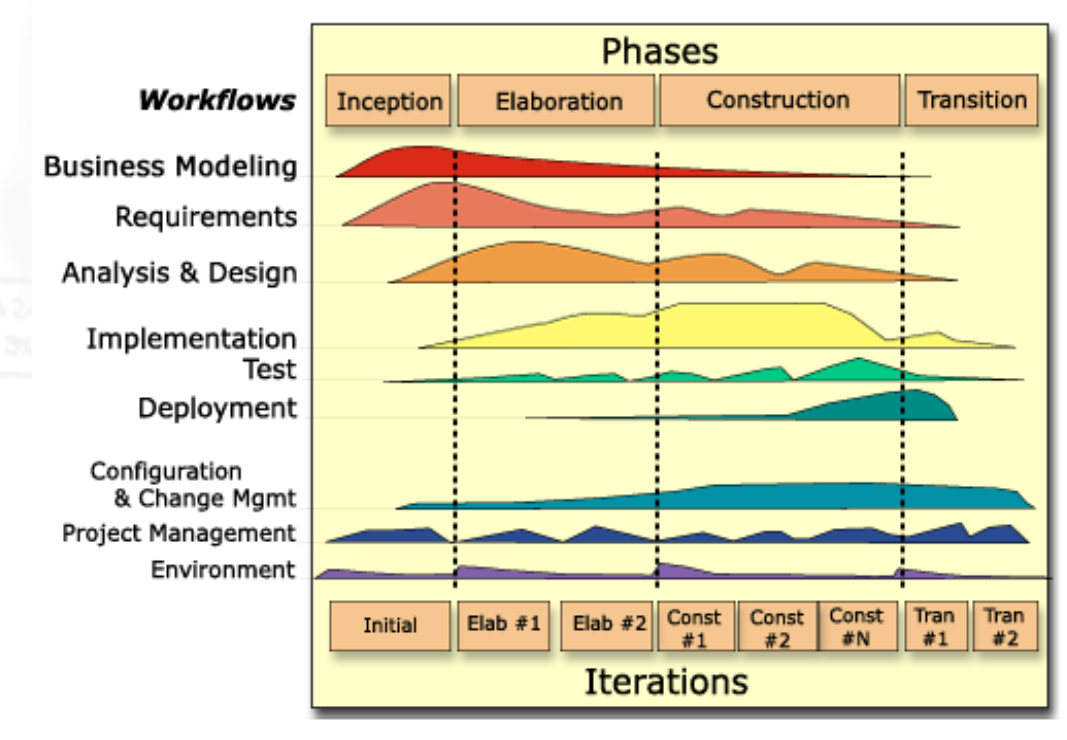 Phases
Workflows
Inception
Elaboration
Construction
Transition
Business Modeling
Requirements
Analysis & Design
Implementation
Test
Deployment
Configuration
& Change Mgmt
Project Management
Environment
Initial
Elab #1
Elab #2
Const
#1
Const
#2
Const
#N
Tran
#1
Tran
#2
Iterations